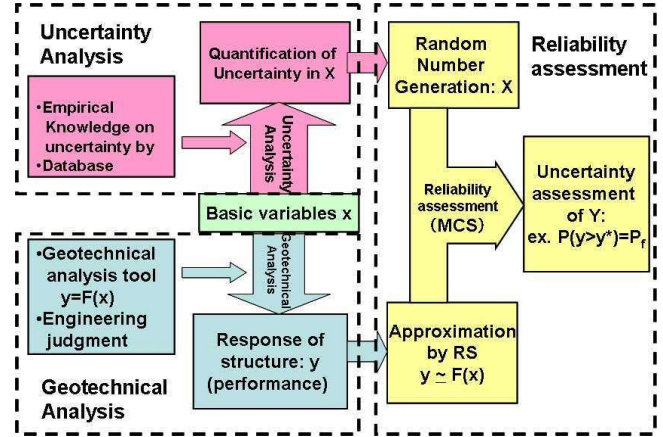 Uncertainty
Analysis
•Empirical
Knowledge on
uncertainty by
•Database
Quantification of
Uncertainty in X
Uncertainty
Analysis
Basic variables x
Geotechnical
Analysis
•Geotechnical
analysis tool
y=F(x)
•Engineering
judgment
Geotechnical
Analysis
Response of
structure: y
(performance)
Random
Number
Generation: X
Reliability
assessment
Reliability
assessment
(MCS)
Uncertainty
assessment
of Y:
ex. P(y>y*)=Pf
Approximation
by RS
y ≃ F(x)